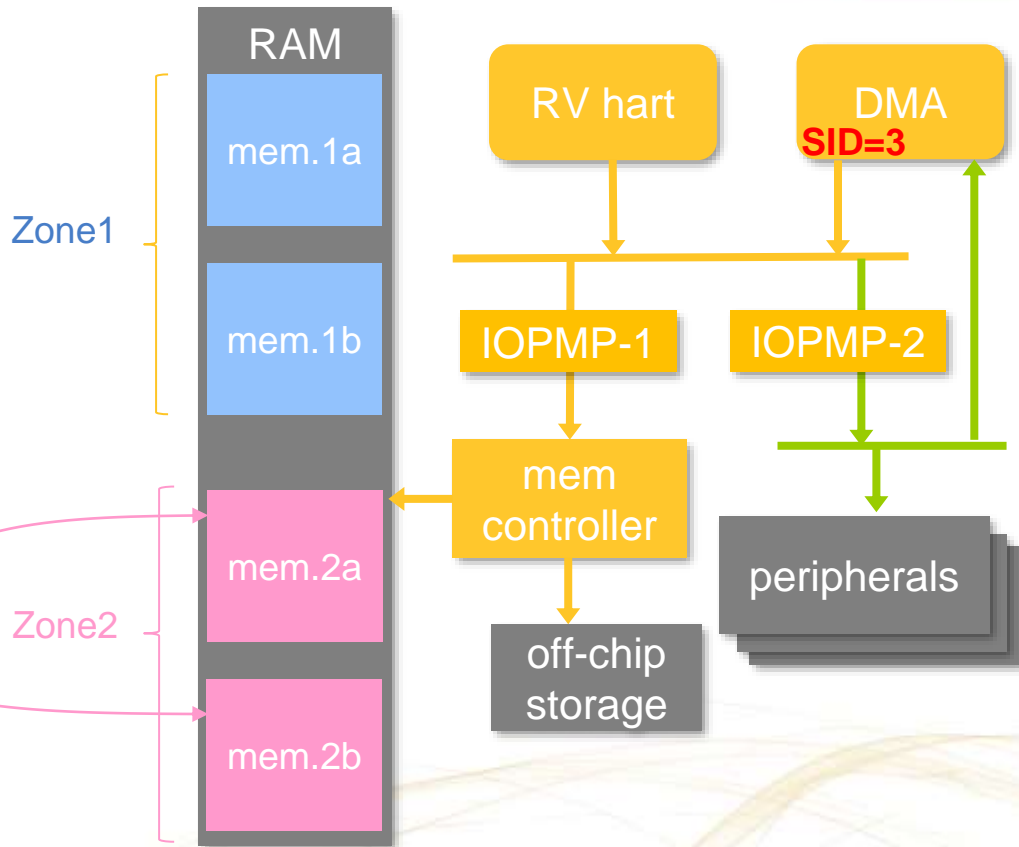 RAM
mem.1a
mem.1b
mem.2a
mem.2b
Zone1
Zone2
RV hart
DMA
SID=3
IOPMP-1
IOPMP-2
mem
controller
off-chip
storage
peripherals